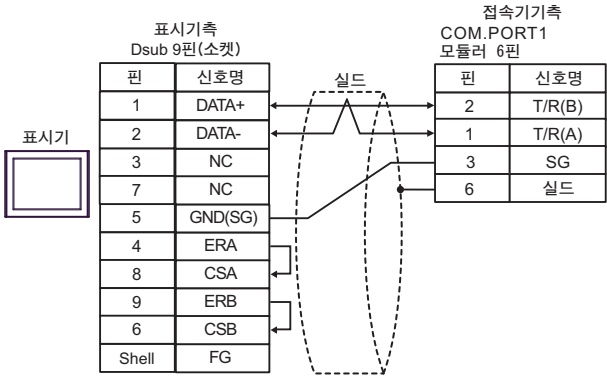 표시기측
Dsub 9핀(소켓)
접속기기측
COM.PORT1
모듈러 6핀
표시기
실드
핀 신호명
1 DATA+
2 DATA-
3 NC
7 NC
5 GND(SG)
4 ERA
8 CSA
9 ERB
6 CSB
Shell FG
핀 신호명
2 T/R(B)
1 T/R(A)
3 SG
6 실드